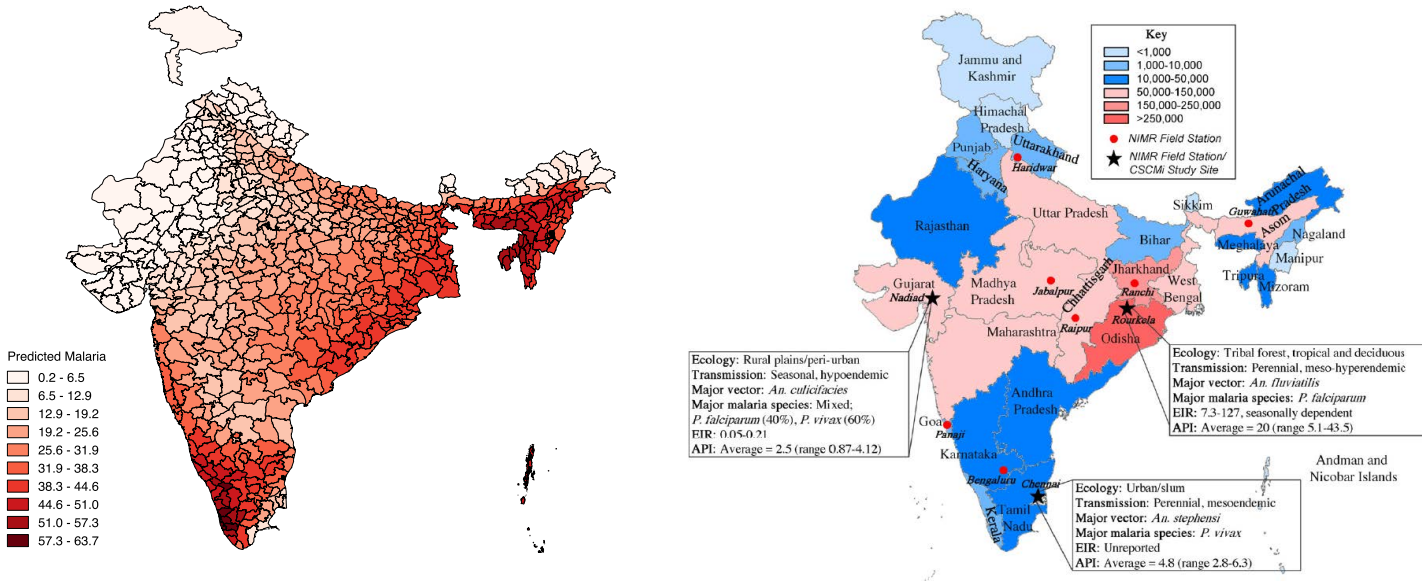 Predicted Malaria
0.2 - 6.5
6.5 - 12.9
12.9 - 19.2
19.2 - 25.6
25.6 - 31.9
31.9 - 38.3
38.3 - 44.6
44.6 - 51.0
51.0 - 57.3
57.3 - 63.7
Key
<1,000
1,000-10,000
10,000-50,000
50,000-150,000
150,000-250,000
>250,000
NIMR Field Station
NIMR Field Station/
CSCMi Study Site
Jammu and
Kashmir
Himachal
Pradesh
Punjab
Uttarakhand
Haridwar
Haryana
Rajasthan
Uttar Pradesh
Sikkim
Arunachal
Pradesh
Guwahati
Asom
Nagaland
Meghalaya
Manipur
Tripura
Mizoram
Bihar
Jharkhand
Ranchi
West
Bengal
Gujarat
Nadiad
Madhya
Pradesh
Jabalpur
Chhattisgarh
Raipur
Rourkela
Odisha
Maharashtra
Andhra
Pradesh
Goa
Panaji
Karnataka
Bengaluru
Chennai
Tamil
Nadu
Kerala
Andman and
Nicobar Islands
Ecology: Rural plains/peri-urban
Transmission: Seasonal, hypoendemic
Major vector: An. culicifacies
Major malaria species: Mixed;
P. falciparum (40%), P. vivax (60%)
EIR: 0.05-0.21
API: Average = 2.5 (range 0.87-4.12)
Ecology: Tribal forest, tropical and deciduous
Transmission: Perennial, meso-hyperendemic
Major vector: An. fluviatilis
Major malaria species: P. falciparum
EIR: 7.3-127, seasonally dependent
API: Average = 20 (range 5.1-43.5)
Ecology: Urban/slum
Transmission: Perennial, mesoendemic
Major vector: An. stephensi
Major malaria species: P. vivax
EIR: Unreported
API: Average = 4.8 (range 2.8-6.3)